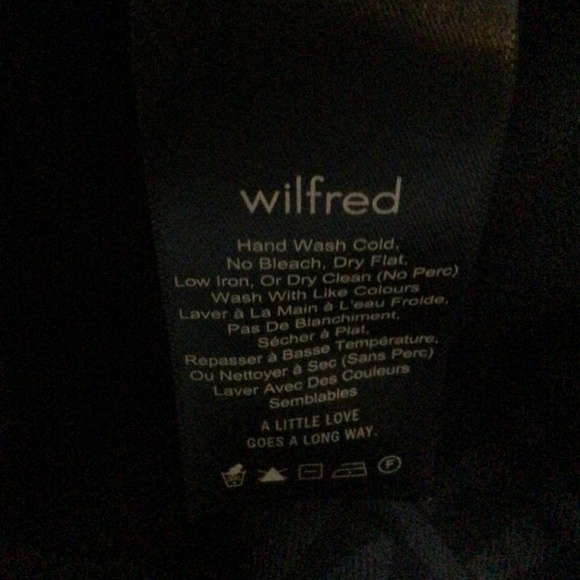 wilfred
Hand Wash Cold,
No Bleach, Dry Flat,
Low Iron, Or Dry Clean (No Perc)
Wash With Like Colours
Laver à La Main à L'eau Froide,
Pas De Blanchiment,
Sécher à Plat,
Repasser à Basse Température,
Ou Nettoyer à Sec (Sans Perc)
Laver Avec Des Couleurs
Semblables
A LITTLE LOVE
GOES A LONG WAY.
F